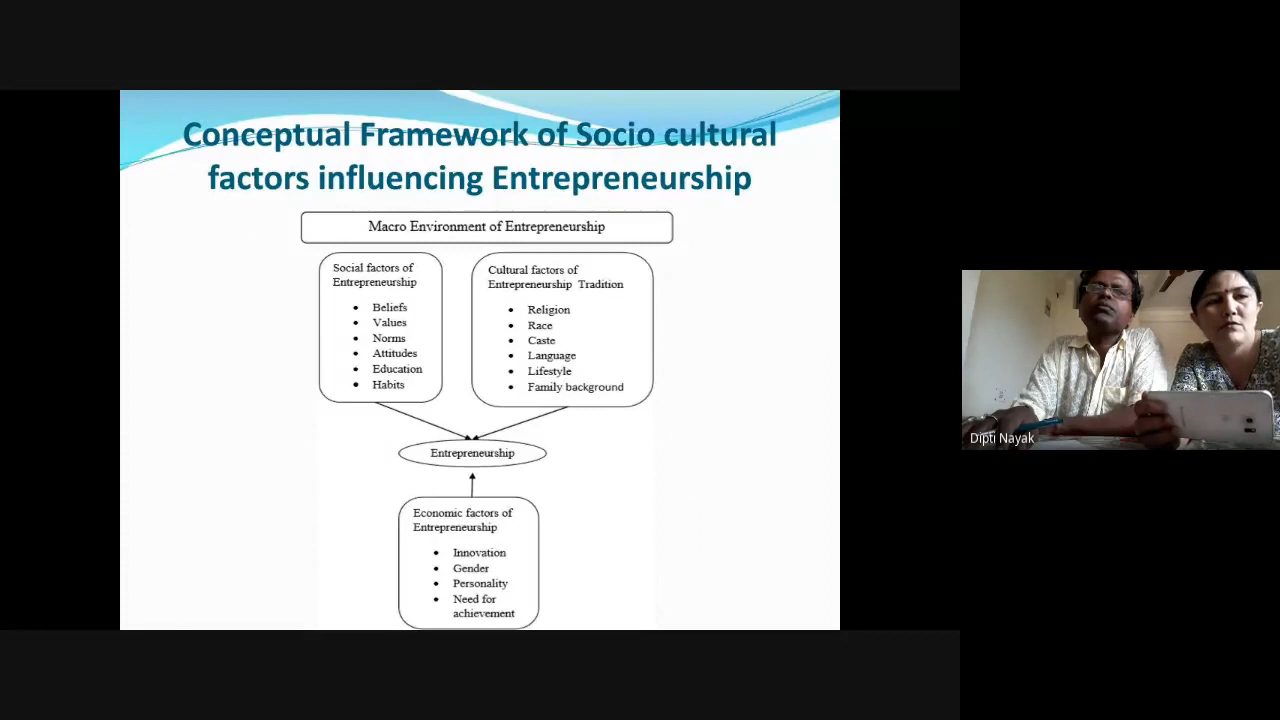 Conceptual Framework of Socio cultural
factors influencing Entrepreneurship
Macro Environment of Entrepreneurship
Social factors of
Entrepreneurship
• Beliefs
• Values
• Norms
• Attitudes
• Education
• Habits
Cultural factors of
Entrepreneurship Tradition
• Religion
• Race
• Caste
• Language
• Lifestyle
• Family background
Entrepreneurship
Economic factors of
Entrepreneurship
• Innovation
• Gender
• Personality
• Need for
achievement
Dipti Nayak